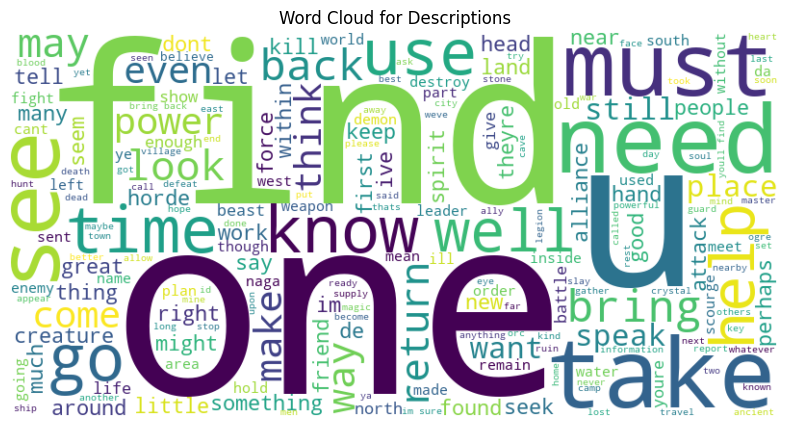 Word Cloud for Descriptions
may
dont
even
let
tell
back
kill
world
believe
use
head
land
near
south
face
must
without
heart
try
ask
blood
yet
seen
find
destroy
best
stone
part
da
last
soon
fight
show
bring back
many
cant
seem
power
east
enough
end
look
force
within
think
keep
demon
away
city
weve
please
spirit
give
theyre
old
war
took
still
people
need
day
soul
youll find
see
death
ye
village
got
left
call
defeat
horde
west
first
ive
cave
used
powerful
place
mind
master
hunt
dead
hope
beast
weapon
put
said
thats
leader
ally
alliance
hand
u
called
rest
good
guard
set
ogre
help
perhaps
sent
maybe
town
time
work
done
know
well
legion
attack
meet
nearby
appear
great
though
say
mean
ill
inside
scourge
enemy
better
allow
name
naga
upon
im
ready
supply
order
eye
slay
thing
plan
id
mine
make
one
new
far
battle
gather
crystal
bring
others
key
come
right
long
stop
de
magic
become
return
want
anything
orc
kind
ruin
speak
next
creature
might
area
friend
way
remain
information
report
whatever
much
going
go
life
hold
something
youre
water
never
two
home
camp
take
known
another
around
little
men
north
ya
im sure
made
found
seek
lost
travel
ancient
ship